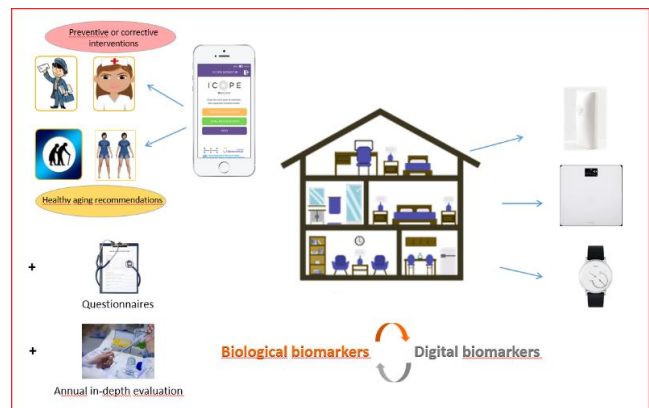 Preventive or corrective
interventions
ICOPE
Healthy aging recommendations
+
Questionnaires
+
Annual in-depth evaluation
Biological biomarkers
Digital biomarkers